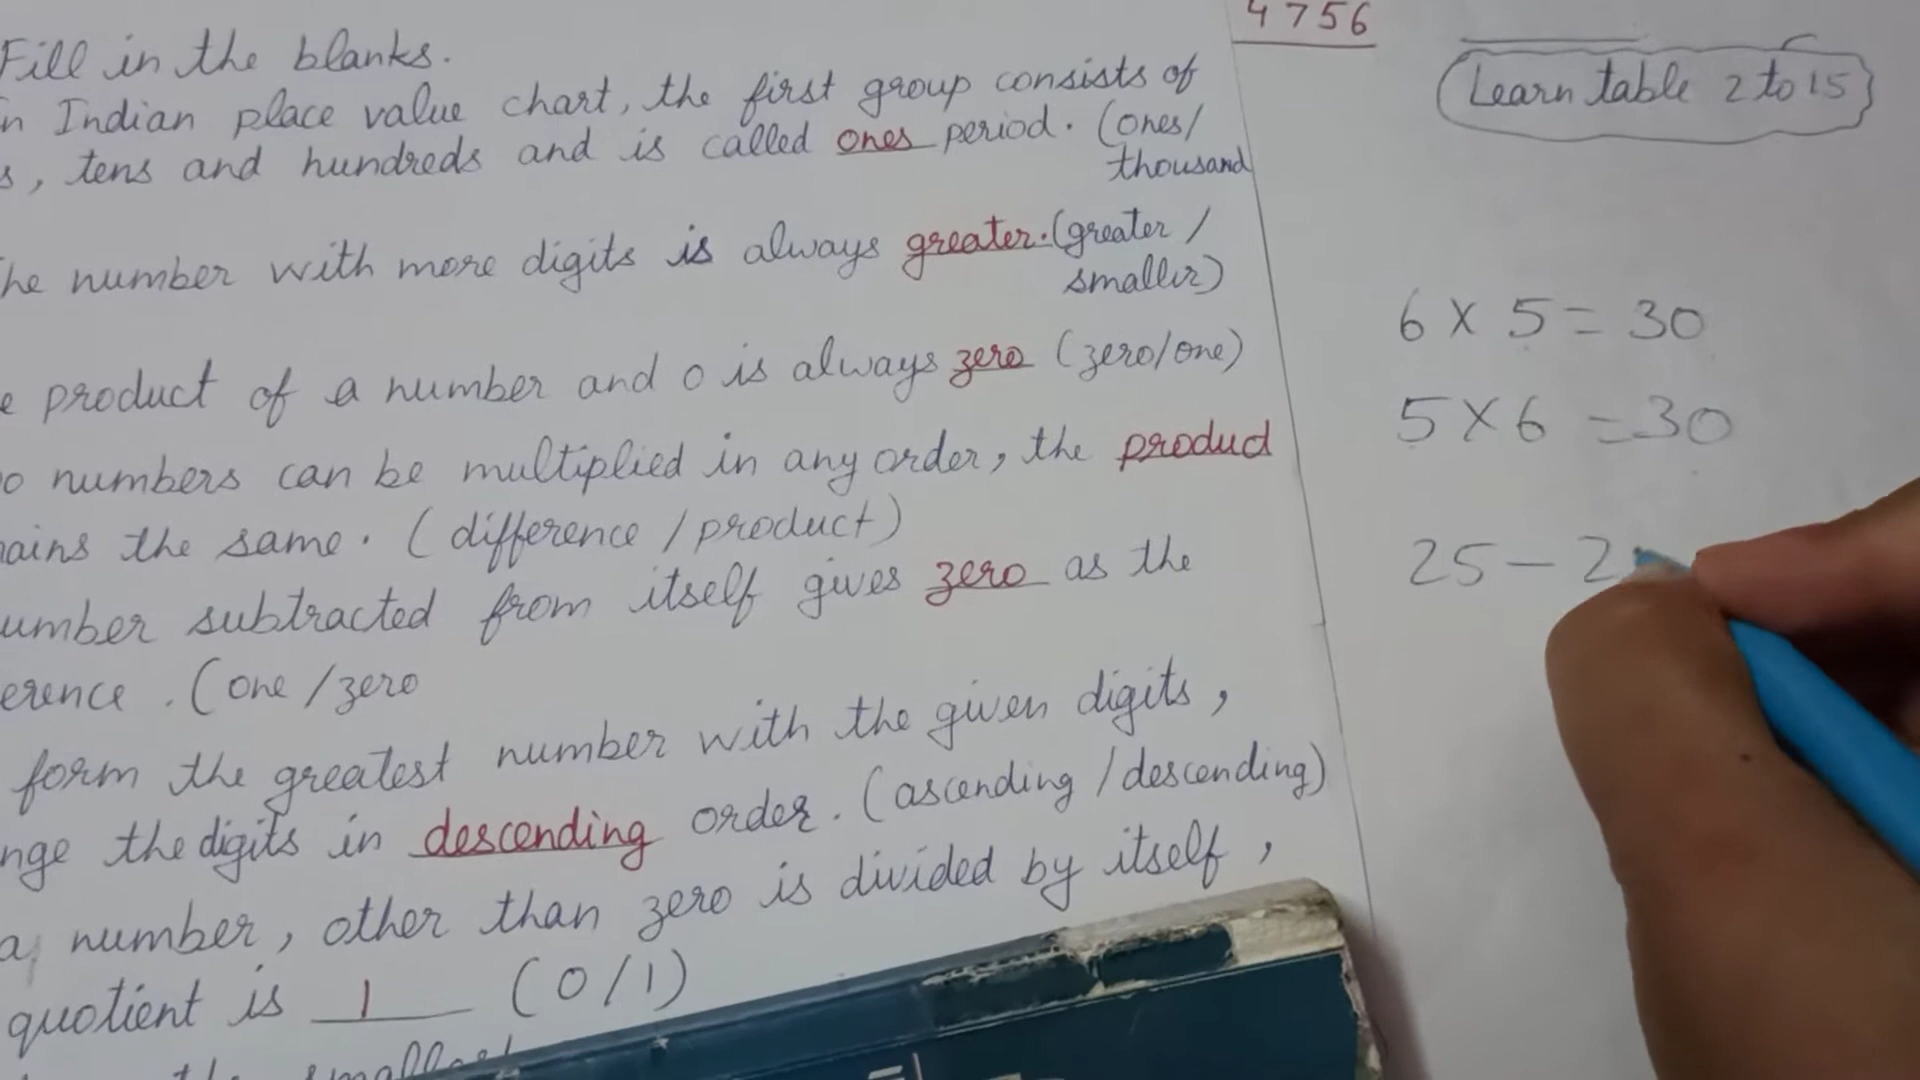 4756
Learn table 2 to 15
Fill in the blanks.
n Indian place value chart, the first group consists of
s, tens and hundreds and is called ones period. (ones/
thousand
he number with more digits is always greater. (greater /
smaller)
e product of a number and 0 is always zero (zero/one)
o numbers can be multiplied in any order, the product
ains the same. (difference / product)
umber subtracted from itself gives zero as the
erence. (one / zero
form the greatest number with the given digits,
nge the digits in descending order. (ascending / descending)
a number, other than zero is divided by itself,
quotient is 1 (0/1)
6 X 5 = 30
5 X 6 = 30
25 - 2